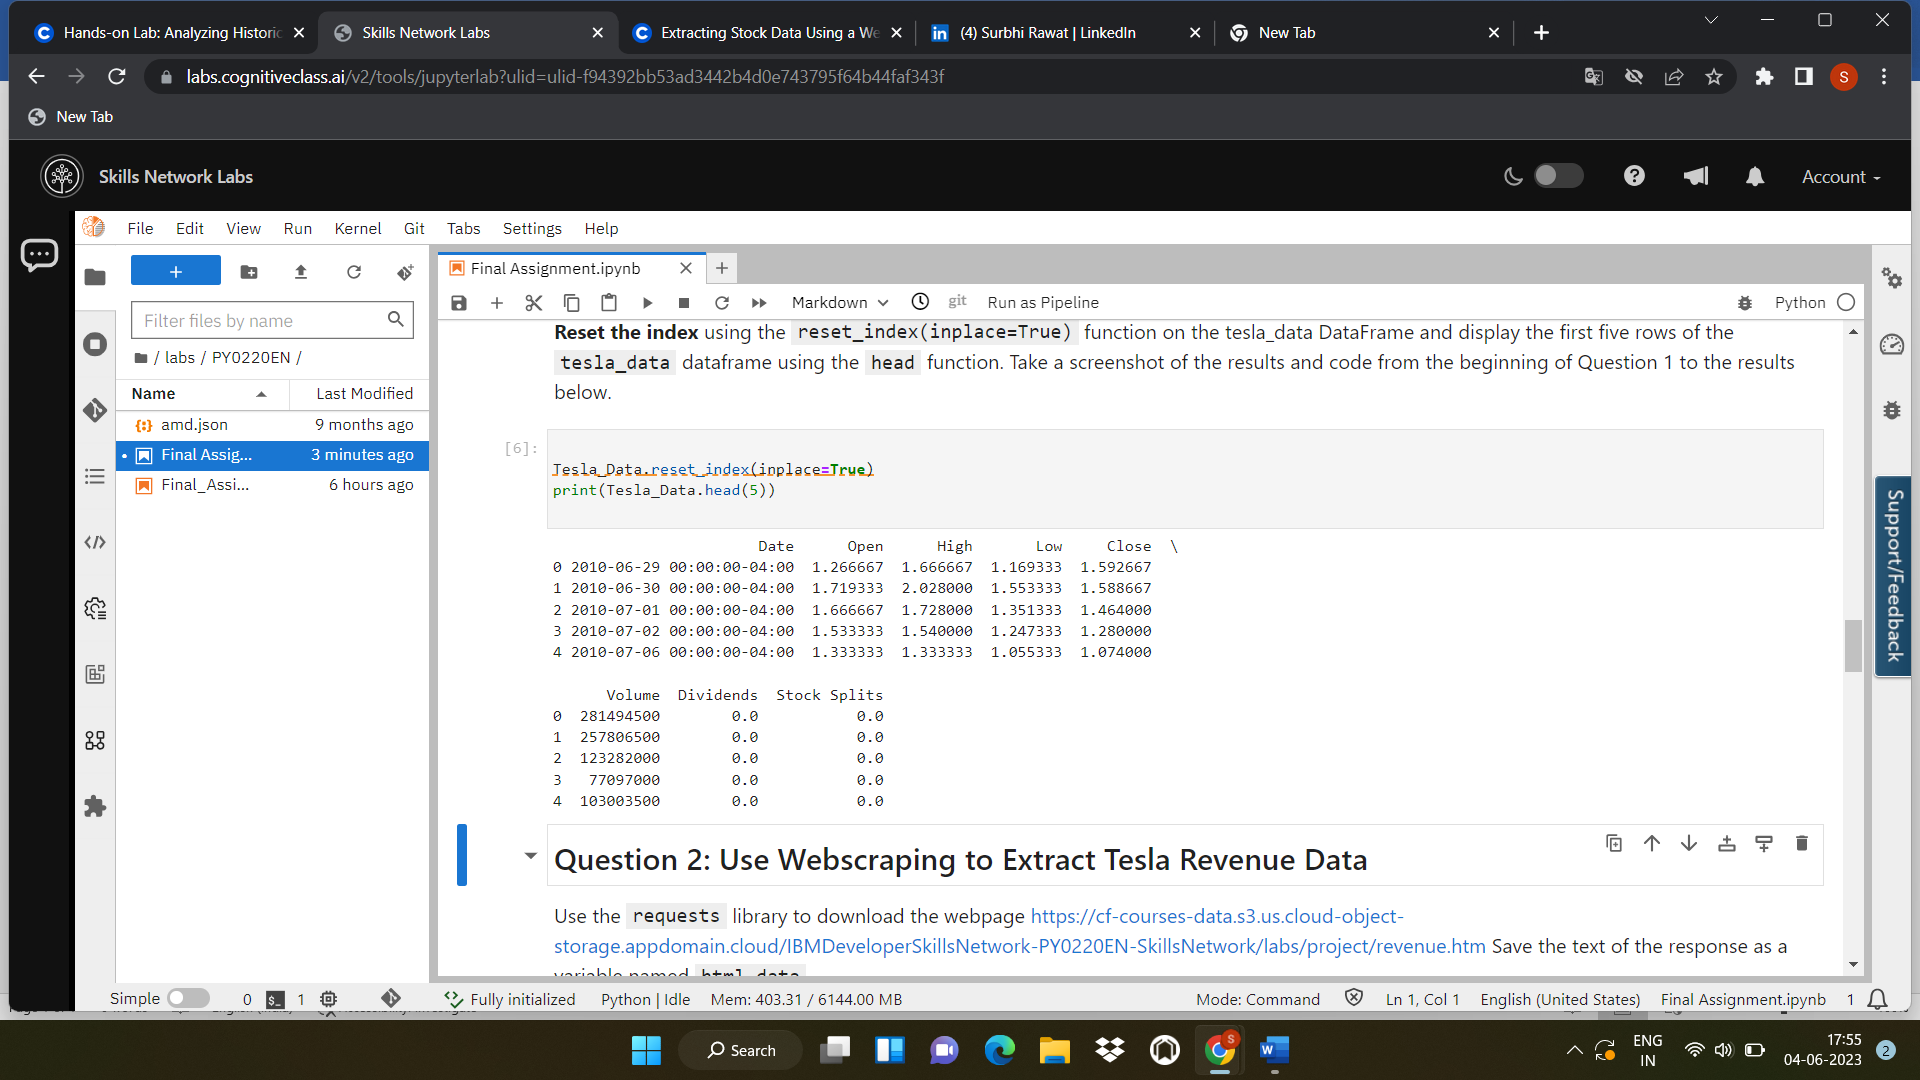 Hands-on Lab: Analyzing Historic
Skills Network Labs
Extracting Stock Data Using a We
(4) Surbhi Rawat | LinkedIn
New Tab
labs.cognitiveclass.ai/v2/tools/jupyterlab?ulid=ulid-f94392bb53ad3442b4d0e743795f64b44faf343f
S
New Tab
Skills Network Labs
Account
File Edit View Run Kernel Git Tabs Settings Help
Final Assignment.ipynb
Filter files by name
Markdown
git
Run as Pipeline
Python
/ labs / PY0220EN /
Name Last Modified
amd.json 9 months ago
Final Assig... 3 minutes ago
Final_Assi... 6 hours ago
Reset the index using the reset_index(inplace=True) function on the tesla_data DataFrame and display the first five rows of the
tesla_data dataframe using the head function. Take a screenshot of the results and code from the beginning of Question 1 to the results
below.
[6]:
Tesla_Data.reset_index(inplace=True)
print(Tesla_Data.head(5))
Date Open High Low Close \
0 2010-06-29 00:00:00-04:00 1.266667 1.666667 1.169333 1.592667
1 2010-06-30 00:00:00-04:00 1.719333 2.028000 1.553333 1.588667
2 2010-07-01 00:00:00-04:00 1.666667 1.728000 1.351333 1.464000
3 2010-07-02 00:00:00-04:00 1.533333 1.540000 1.247333 1.280000
4 2010-07-06 00:00:00-04:00 1.333333 1.333333 1.055333 1.074000
Volume Dividends Stock Splits
0 281494500 0.0 0.0
1 257806500 0.0 0.0
2 123282000 0.0 0.0
3 77097000 0.0 0.0
4 103003500 0.0 0.0
Question 2: Use Webscraping to Extract Tesla Revenue Data
Use the requests library to download the webpage https://cf-courses-data.s3.us.cloud-object-
storage.appdomain.cloud/IBMDeveloperSkillsNetwork-PY0220EN-SkillsNetwork/labs/project/revenue.htm Save the text of the response as a
variable named html_data
Support/Feedback
Simple 0 $_ 1 Fully initialized Python | Idle Mem: 403.31 / 6144.00 MB Mode: Command Ln 1, Col 1 English (United States) Final Assignment.ipynb 1
Search
S
W
ENG
IN
17:55
04-06-2023
2